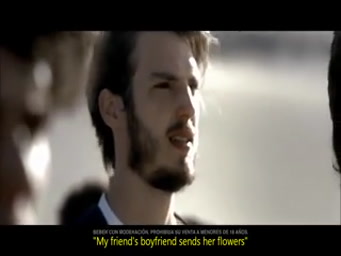 BEBER CON MODERACIÓN. PROHIBIDA SU VENTA A MENORES DE 18 AÑOS.
"My friend's boyfriend sends her flowers"